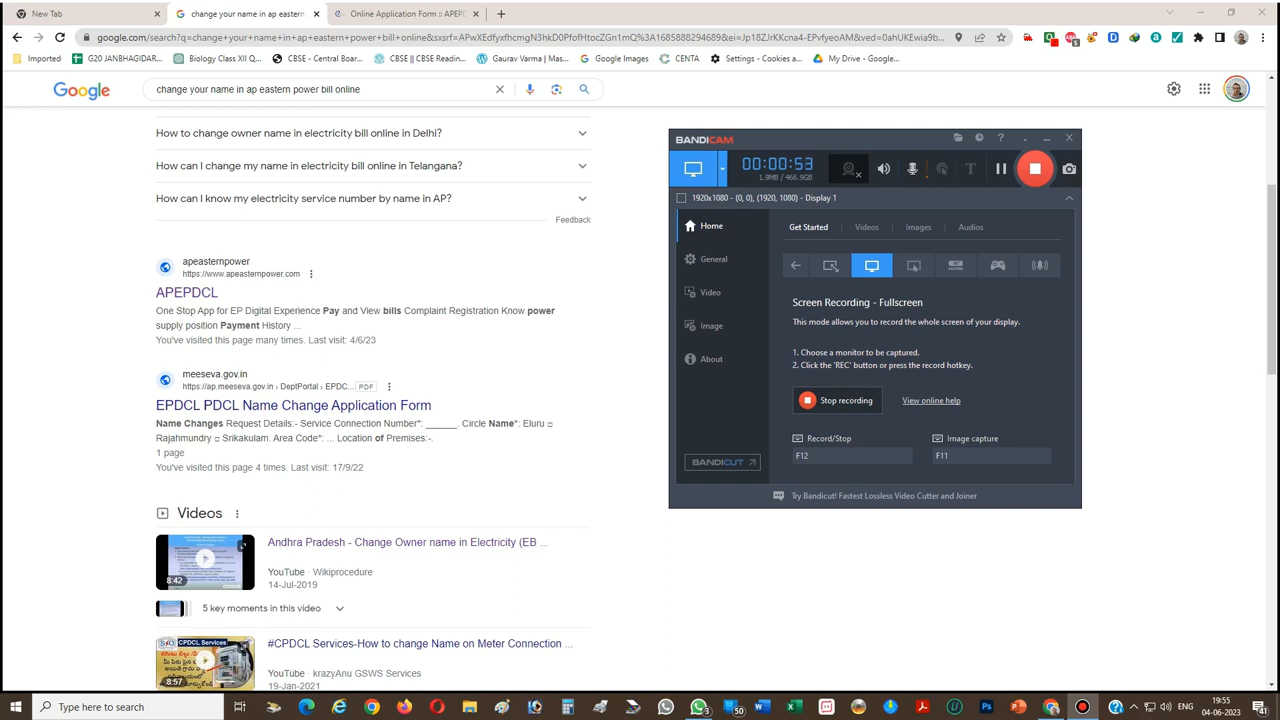 New Tab
change your name in ap eastern
Online Application Form :: APEPD
google.com/search?q=change+your+name+in+ap+eastern+power+bill+online&sxsrf=APwXEdfyxfhcmgN3hkD0PfofHtocZGn1mQ%3A1685888294689&ei=Jp18ZJrKKcna4-EPvfyeoAM&ved=0ahUKEwia9b...
Imported
G20 JANBHAGIDAR...
Biology Class XII Q...
CBSE - Central Boar...
CBSE || CBSE Readin...
Gaurav Varma | Mas...
Google Images
CENTA
Settings - Cookies a...
My Drive - Google...
Google
change your name in ap eastern power bill online
How to change owner name in electricity bill online in Delhi?
How can I change my name in electricity bill online in Telangana?
How can I know my electricity service number by name in AP?
Feedback
apeasternpower
https://www.apeasternpower.com
APEPDCL
One Stop App for EP Digital Experience Pay and View bills Complaint Registration Know power
supply position Payment History ...
You've visited this page many times. Last visit: 4/6/23
meeseva.gov.in
https://ap.meeseva.gov.in › DeptPortal › EPDC... PDF
EPDCL PDCL Name Change Application Form
Name Changes Request Details:- Service Connection Number*: ______. Circle Name*: Eluru □
Rajahmundry □ Srikakulam. Area Code*: ... Location of Premises:-.
1 page
You've visited this page 4 times. Last visit: 17/9/22
Videos
Andhra Pradesh - Change Owner name in Electricity (EB ...
8:42
YouTube · Wikiprocedure
14-Jul-2019
5 key moments in this video
CPDCL Services
#CPDCL Services-How to change Name on Meter Connection ...
8:57
YouTube · krazyAnu GSWS Services
19-Jan-2021
BANDICAM
00:00:53
1.9MB / 466.9GB
1920x1080 - (0, 0), (1920, 1080) - Display 1
Home
General
Video
Image
About
BANDICUT
Get Started
Videos
Images
Audios
Screen Recording - Fullscreen
This mode allows you to record the whole screen of your display.
1. Choose a monitor to be captured.
2. Click the 'REC' button or press the record hotkey.
Stop recording
View online help
Record/Stop
Image capture
F12
F11
Try Bandicut! Fastest Lossless Video Cutter and Joiner
Type here to search
3
50
ENG
19:55
04-06-2023